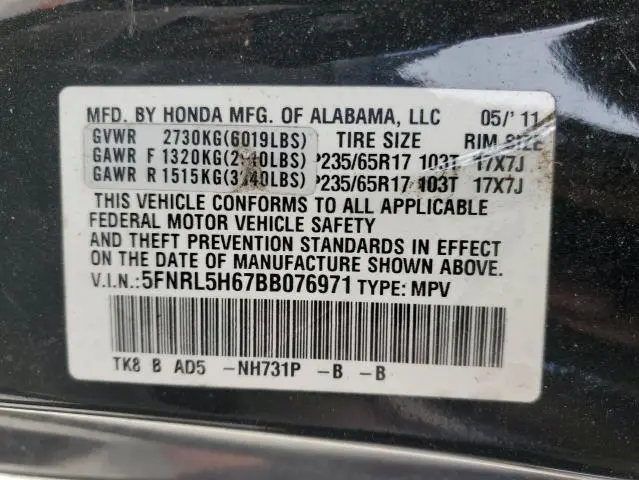 MFD. BY HONDA MFG. OF ALABAMA, LLC 05/'11
GVWR 2730KG(6019LBS) TIRE SIZE RIM SIZE
GAWR F 1320KG( P235/65R17 103T 17X7J
GAWR R 1515KG( P235/65R17 103T 17X7J
THIS VEHICLE CONFORMS TO ALL APPLICABLE
FEDERAL MOTOR VEHICLE SAFETY
AND THEFT PREVENTION STANDARDS IN EFFECT
ON THE DATE OF MANUFACTURE SHOWN ABOVE.
V.I.N.:5FNRL5H67BB076971 TYPE: MPV
TK8 B AD5 -NH731P -B -B